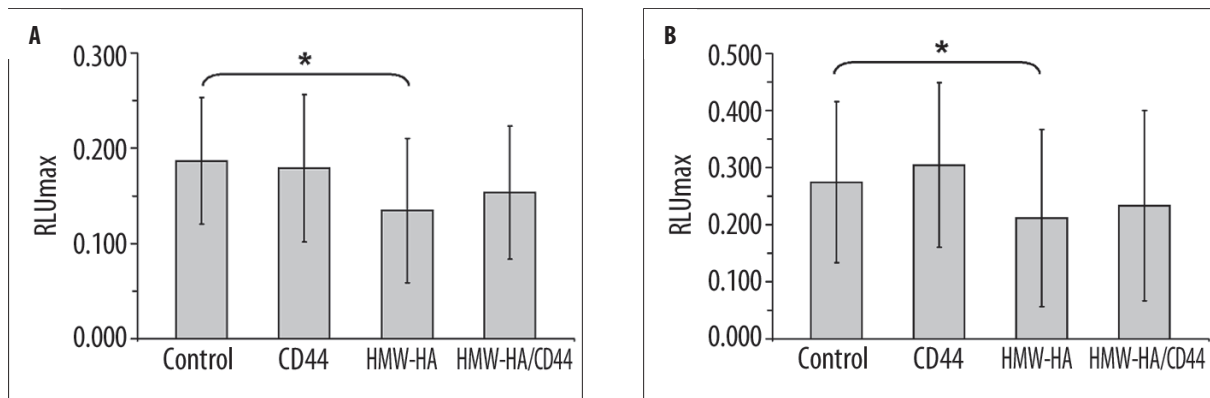 A
0.300
0.200
0.100
0.000
RLUmax
*
Control CD44 HMW-HA HMW-HA/CD44
B
0.500
0.400
0.300
0.200
0.100
0.000
RLUmax
*
Control CD44 HMW-HA HMW-HA/CD44